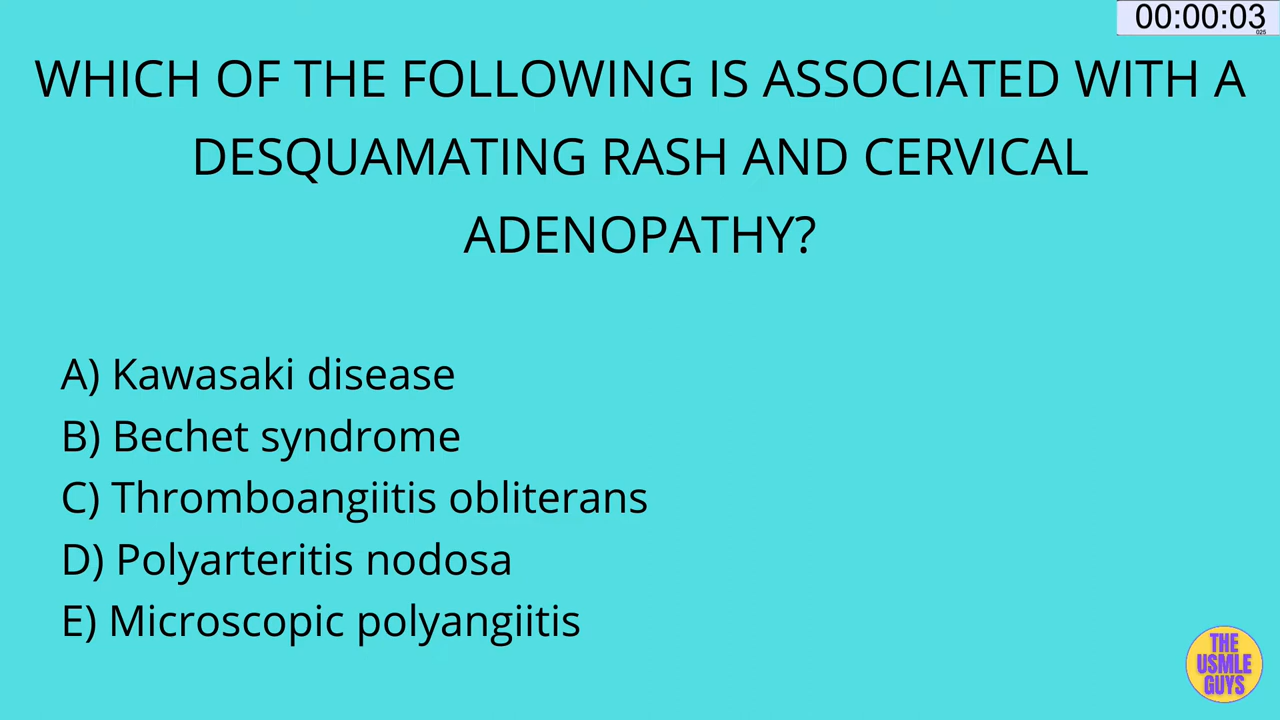 00:00:03
025
WHICH OF THE FOLLOWING IS ASSOCIATED WITH A
DESQUAMATING RASH AND CERVICAL
ADENOPATHY?
A) Kawasaki disease
B) Bechet syndrome
C) Thromboangiitis obliterans
D) Polyarteritis nodosa
E) Microscopic polyangiitis
THE
USMLE
GUYS